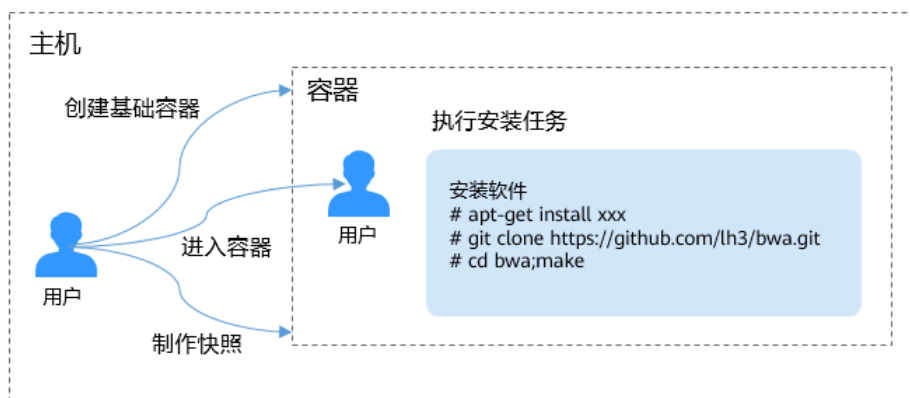 主机
创建基础容器
容器
执行安装任务
安装软件
# apt-get install xxx
# git clone https://github.com/lh3/bwa.git
# cd bwa;make
用户
进入容器
用户
制作快照